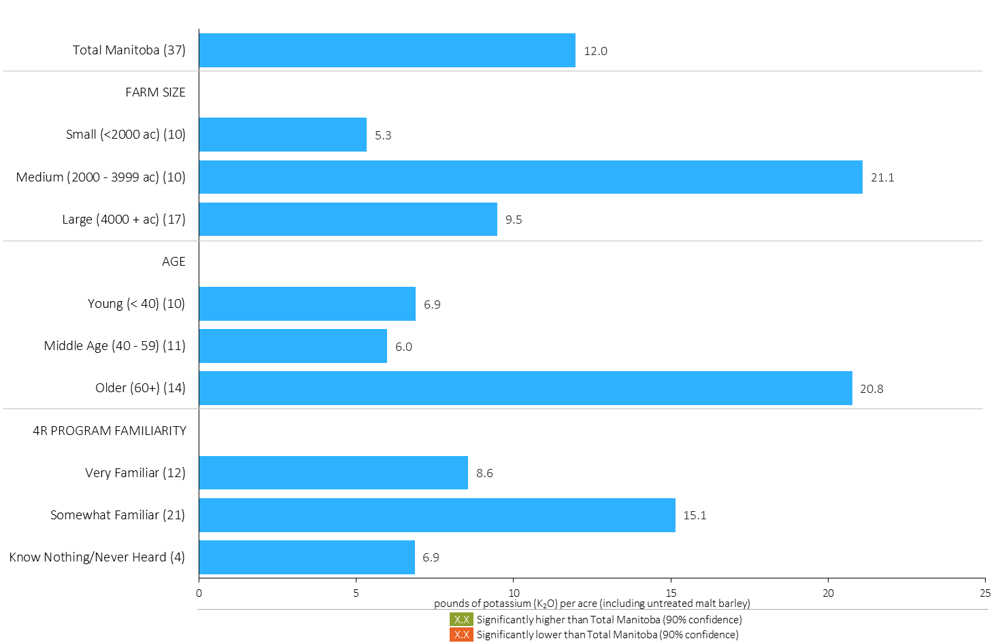 Total Manitoba (37) 12.0
FARM SIZE
Small (<2000 ac) (10) 5.3
Medium (2000 - 3999 ac) (10) 21.1
Large (4000 + ac) (17) 9.5
AGE
Young (< 40) (10) 6.9
Middle Age (40 - 59) (11) 6.0
Older (60+) (14) 20.8
4R PROGRAM FAMILIARITY
Very Familiar (12) 8.6
Somewhat Familiar (21) 15.1
Know Nothing/Never Heard (4) 6.9
0 5 10 15 20 25
pounds of potassium (K₂O) per acre (including untreated malt barley)
X.X Significantly higher than Total Manitoba (90% confidence)
X.X Significantly lower than Total Manitoba (90% confidence)